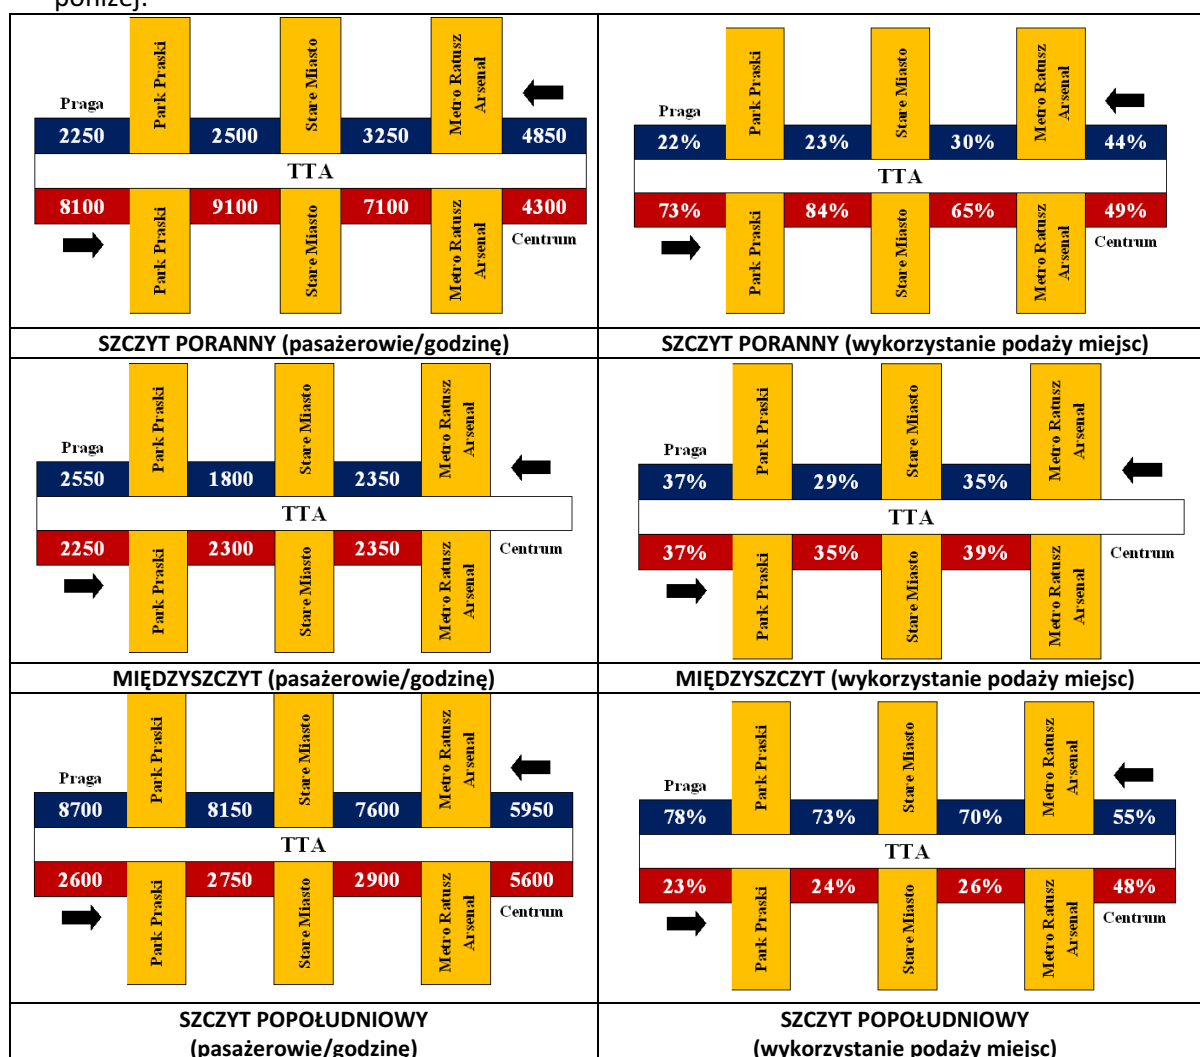 poniżej.
Park Praski
Stare Miasto
Metro Ratusz
Arsenał
Praga
2250 2500 3250 4850
TTA
8100 9100 7100 4300
Centrum
Park Praski
Stare Miasto
Metro Ratusz
Arsenał
SZCZYT PORANNY (pasażerowie/godzinę)
Park Praski
Stare Miasto
Metro Ratusz
Arsenał
Praga
22% 23% 30% 44%
TTA
73% 84% 65% 49%
Centrum
Park Praski
Stare Miasto
Metro Ratusz
Arsenał
SZCZYT PORANNY (wykorzystanie podaży miejsc)
Park Praski
Stare Miasto
Metro Ratusz
Arsenał
Praga
2550 1800 2350
TTA
2250 2300 2350
Centrum
Park Praski
Stare Miasto
Metro Ratusz
Arsenał
MIĘDZYSZCZYT (pasażerowie/godzinę)
Park Praski
Stare Miasto
Metro Ratusz
Arsenał
Praga
37% 29% 35%
TTA
37% 35% 39%
Centrum
Park Praski
Stare Miasto
Metro Ratusz
Arsenał
MIĘDZYSZCZYT (wykorzystanie podaży miejsc)
Park Praski
Stare Miasto
Metro Ratusz
Arsenał
Praga
8700 8150 7600 5950
TTA
2600 2750 2900 5600
Centrum
Park Praski
Stare Miasto
Metro Ratusz
Arsenał
SZCZYT POPOŁUDNIOWY
(pasażerowie/godzinę)
Park Praski
Stare Miasto
Metro Ratusz
Arsenał
Praga
78% 73% 70% 55%
TTA
23% 24% 26% 48%
Centrum
Park Praski
Stare Miasto
Metro Ratusz
Arsenał
SZCZYT POPOŁUDNIOWY
(wykorzystanie podaży miejsc)